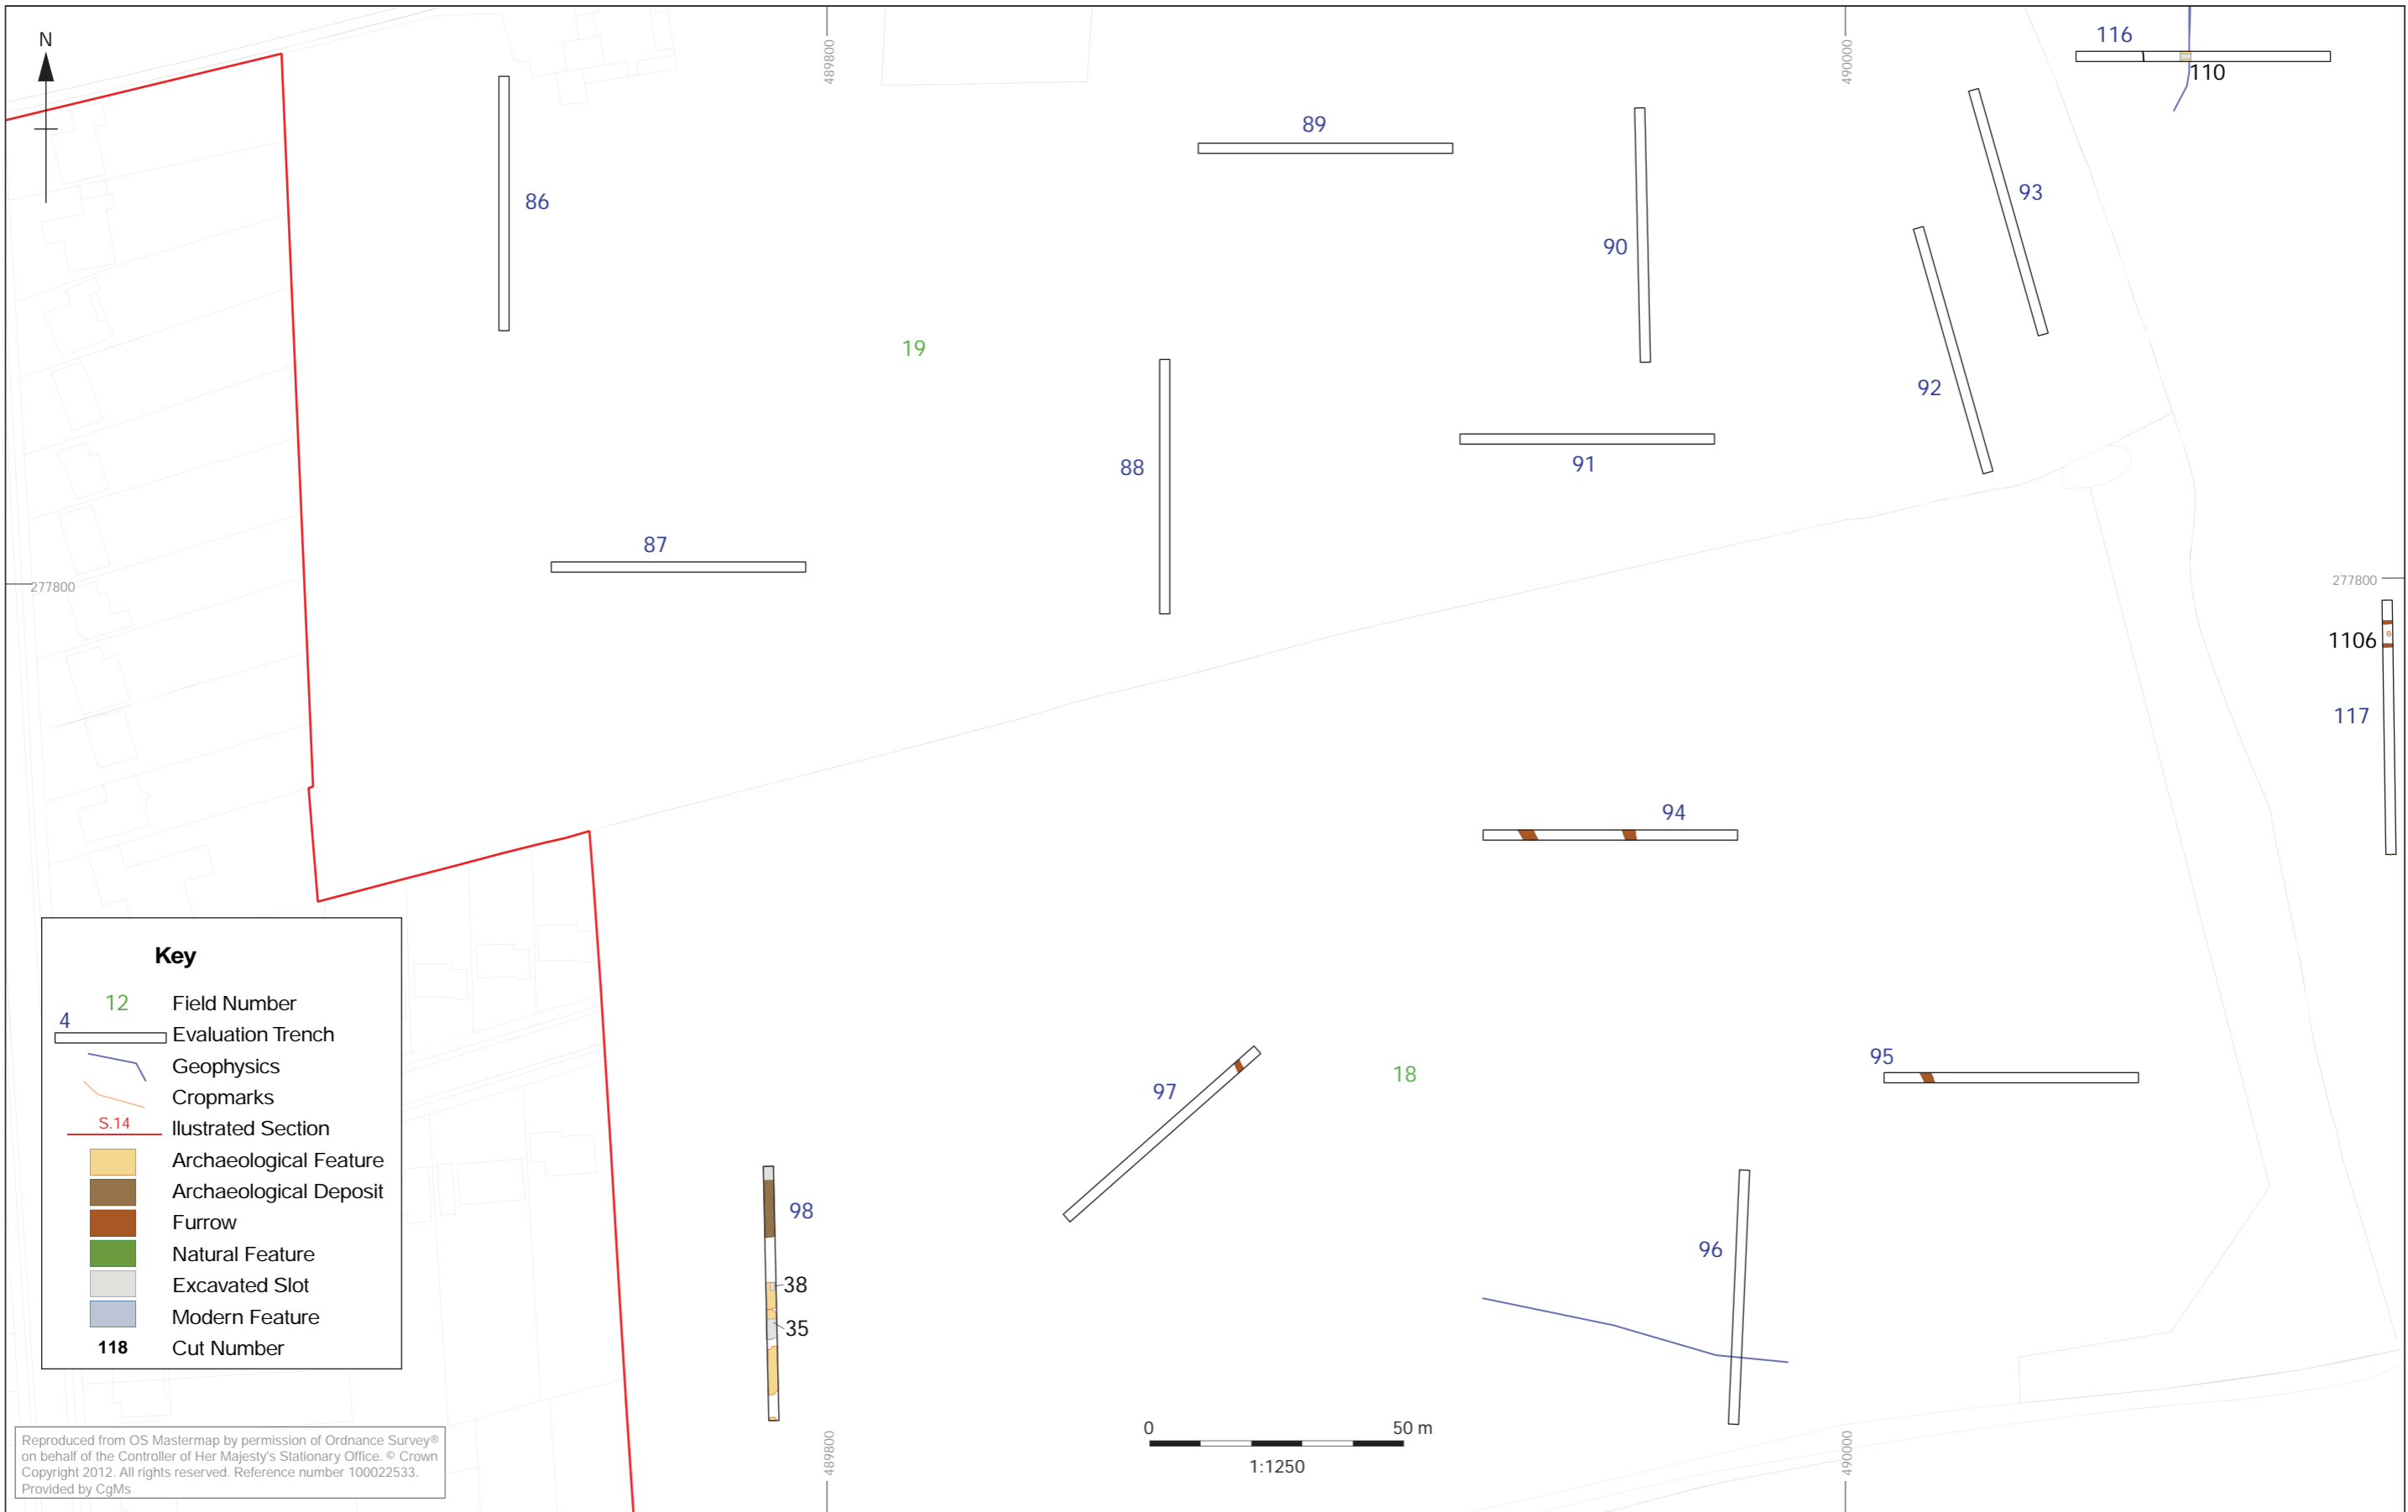 N
489800
490000
116
110
89
86
93
90
19
92
88
91
87
277800
277800
1106
117
94
Key
12 Field Number
4 Evaluation Trench
Geophysics
Cropmarks
S.14 Ilustrated Section
Archaeological Feature
Archaeological Deposit
Furrow
Natural Feature
Excavated Slot
Modern Feature
118 Cut Number
97
18
95
98
96
38
35
0 50 m
1:1250
489800
490000
Reproduced from OS Mastermap by permission of Ordnance Survey®
on behalf of the Controller of Her Majesty's Stationary Office. © Crown
Copyright 2012. All rights reserved. Reference number 100022533.
Provided by CgMs